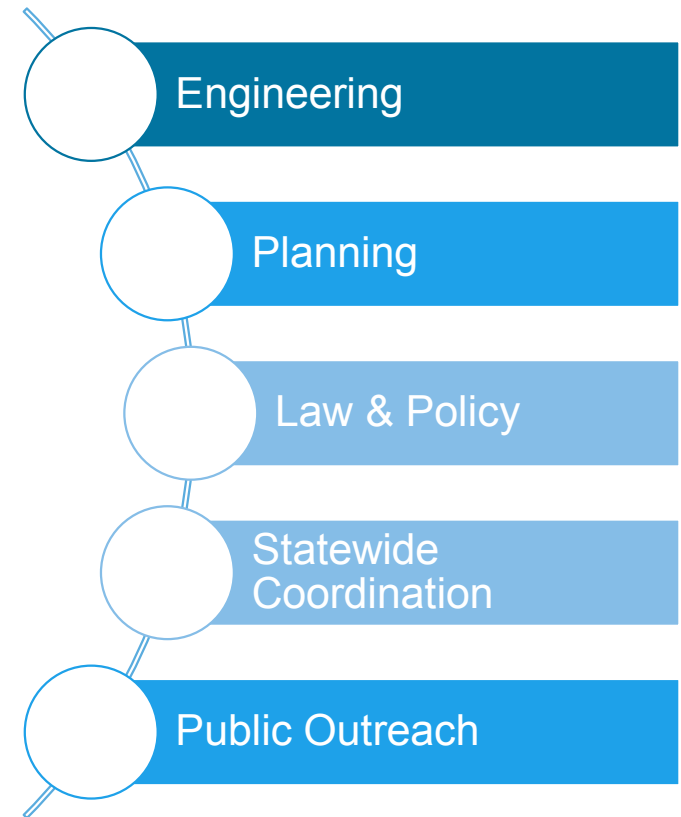 Engineering
Planning
Law & Policy
Statewide
Coordination
Public Outreach